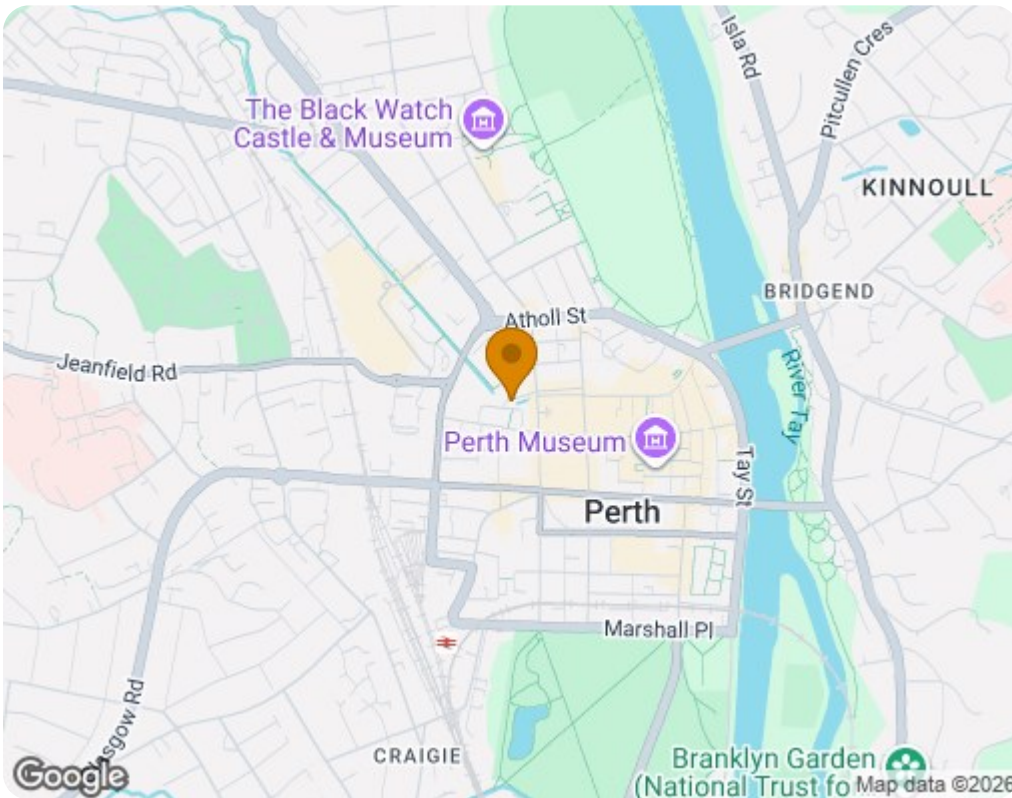 Isla Rd
Pitcullen Cres
The Black Watch
Castle & Museum
KINNOULL
BRIDGEND
Atholl St
Jeanfield Rd
River Tay
Perth Museum
Tay St
Perth
Marshall Pl
asgow Rd
CRAIGIE
Branklyn Garden
(National Trust fo
Google
Map data ©2026